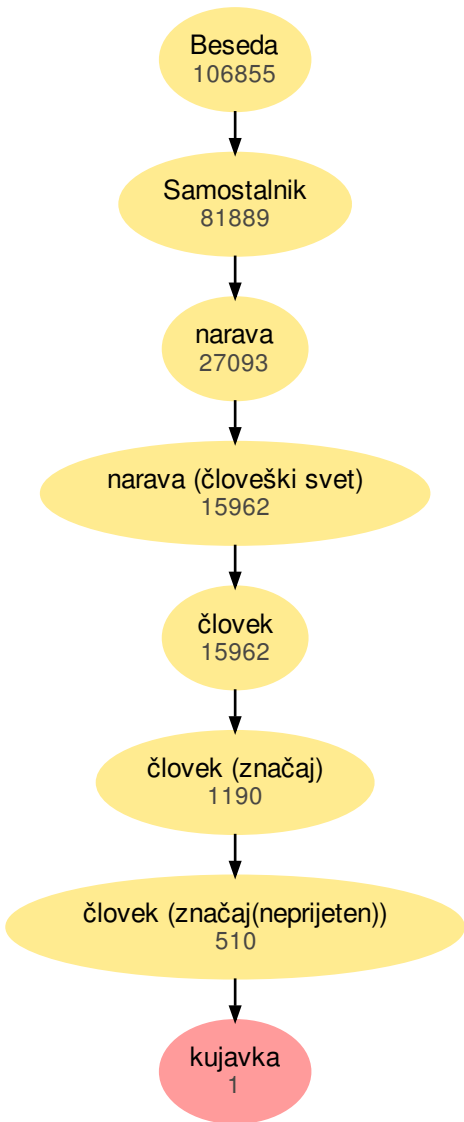 Beseda
106855
Samostalnik
81889
narava
27093
narava (človeški svet)
15962
človek
15962
človek (značaj)
1190
človek (značaj(neprijeten))
510
kujavka
1